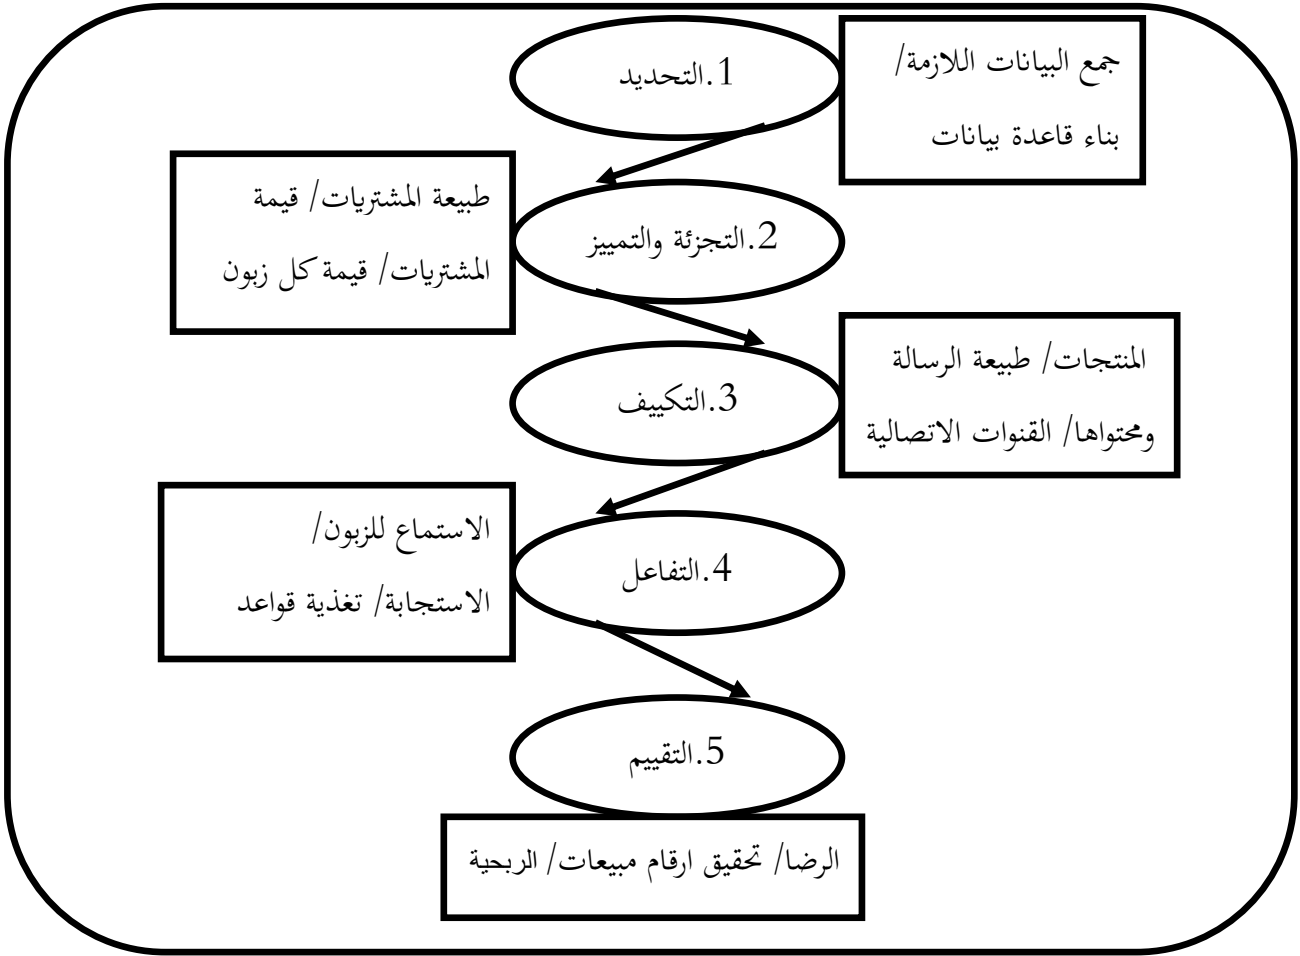 1.التحديد
جمع البيانات اللازمة/
بناء قاعدة بيانات
2.التجزئة والتمييز
طبيعة المشتريات/ قيمة
المشتريات/ قيمة كل زبون
3.التكييف
المنتجات/ طبيعة الرسالة
ومحتواها/ القنوات الاتصالية
4.التفاعل
الاستماع للزبون/
الاستجابة/ تغذية قواعد
5.التقييم
الرضا/ تحقيق ارقام مبيعات/ الربحية